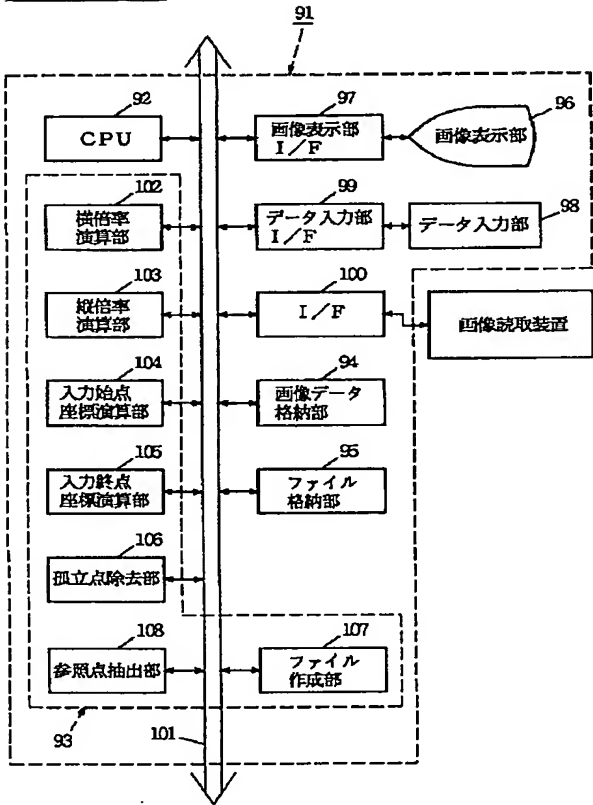 91
92
CPU
97
画像表示部
I/F
96
画像表示部
102
横倍率
演算部
99
データ入力部
I/F
98
データ入力部
103
縦倍率
演算部
100
I/F
画像読取装置
104
入力始点
座標演算部
94
画像データ
格納部
105
入力終点
座標演算部
95
ファイル
格納部
106
孤立点除去部
108
参照点抽出部
107
ファイル
作成部
93
101